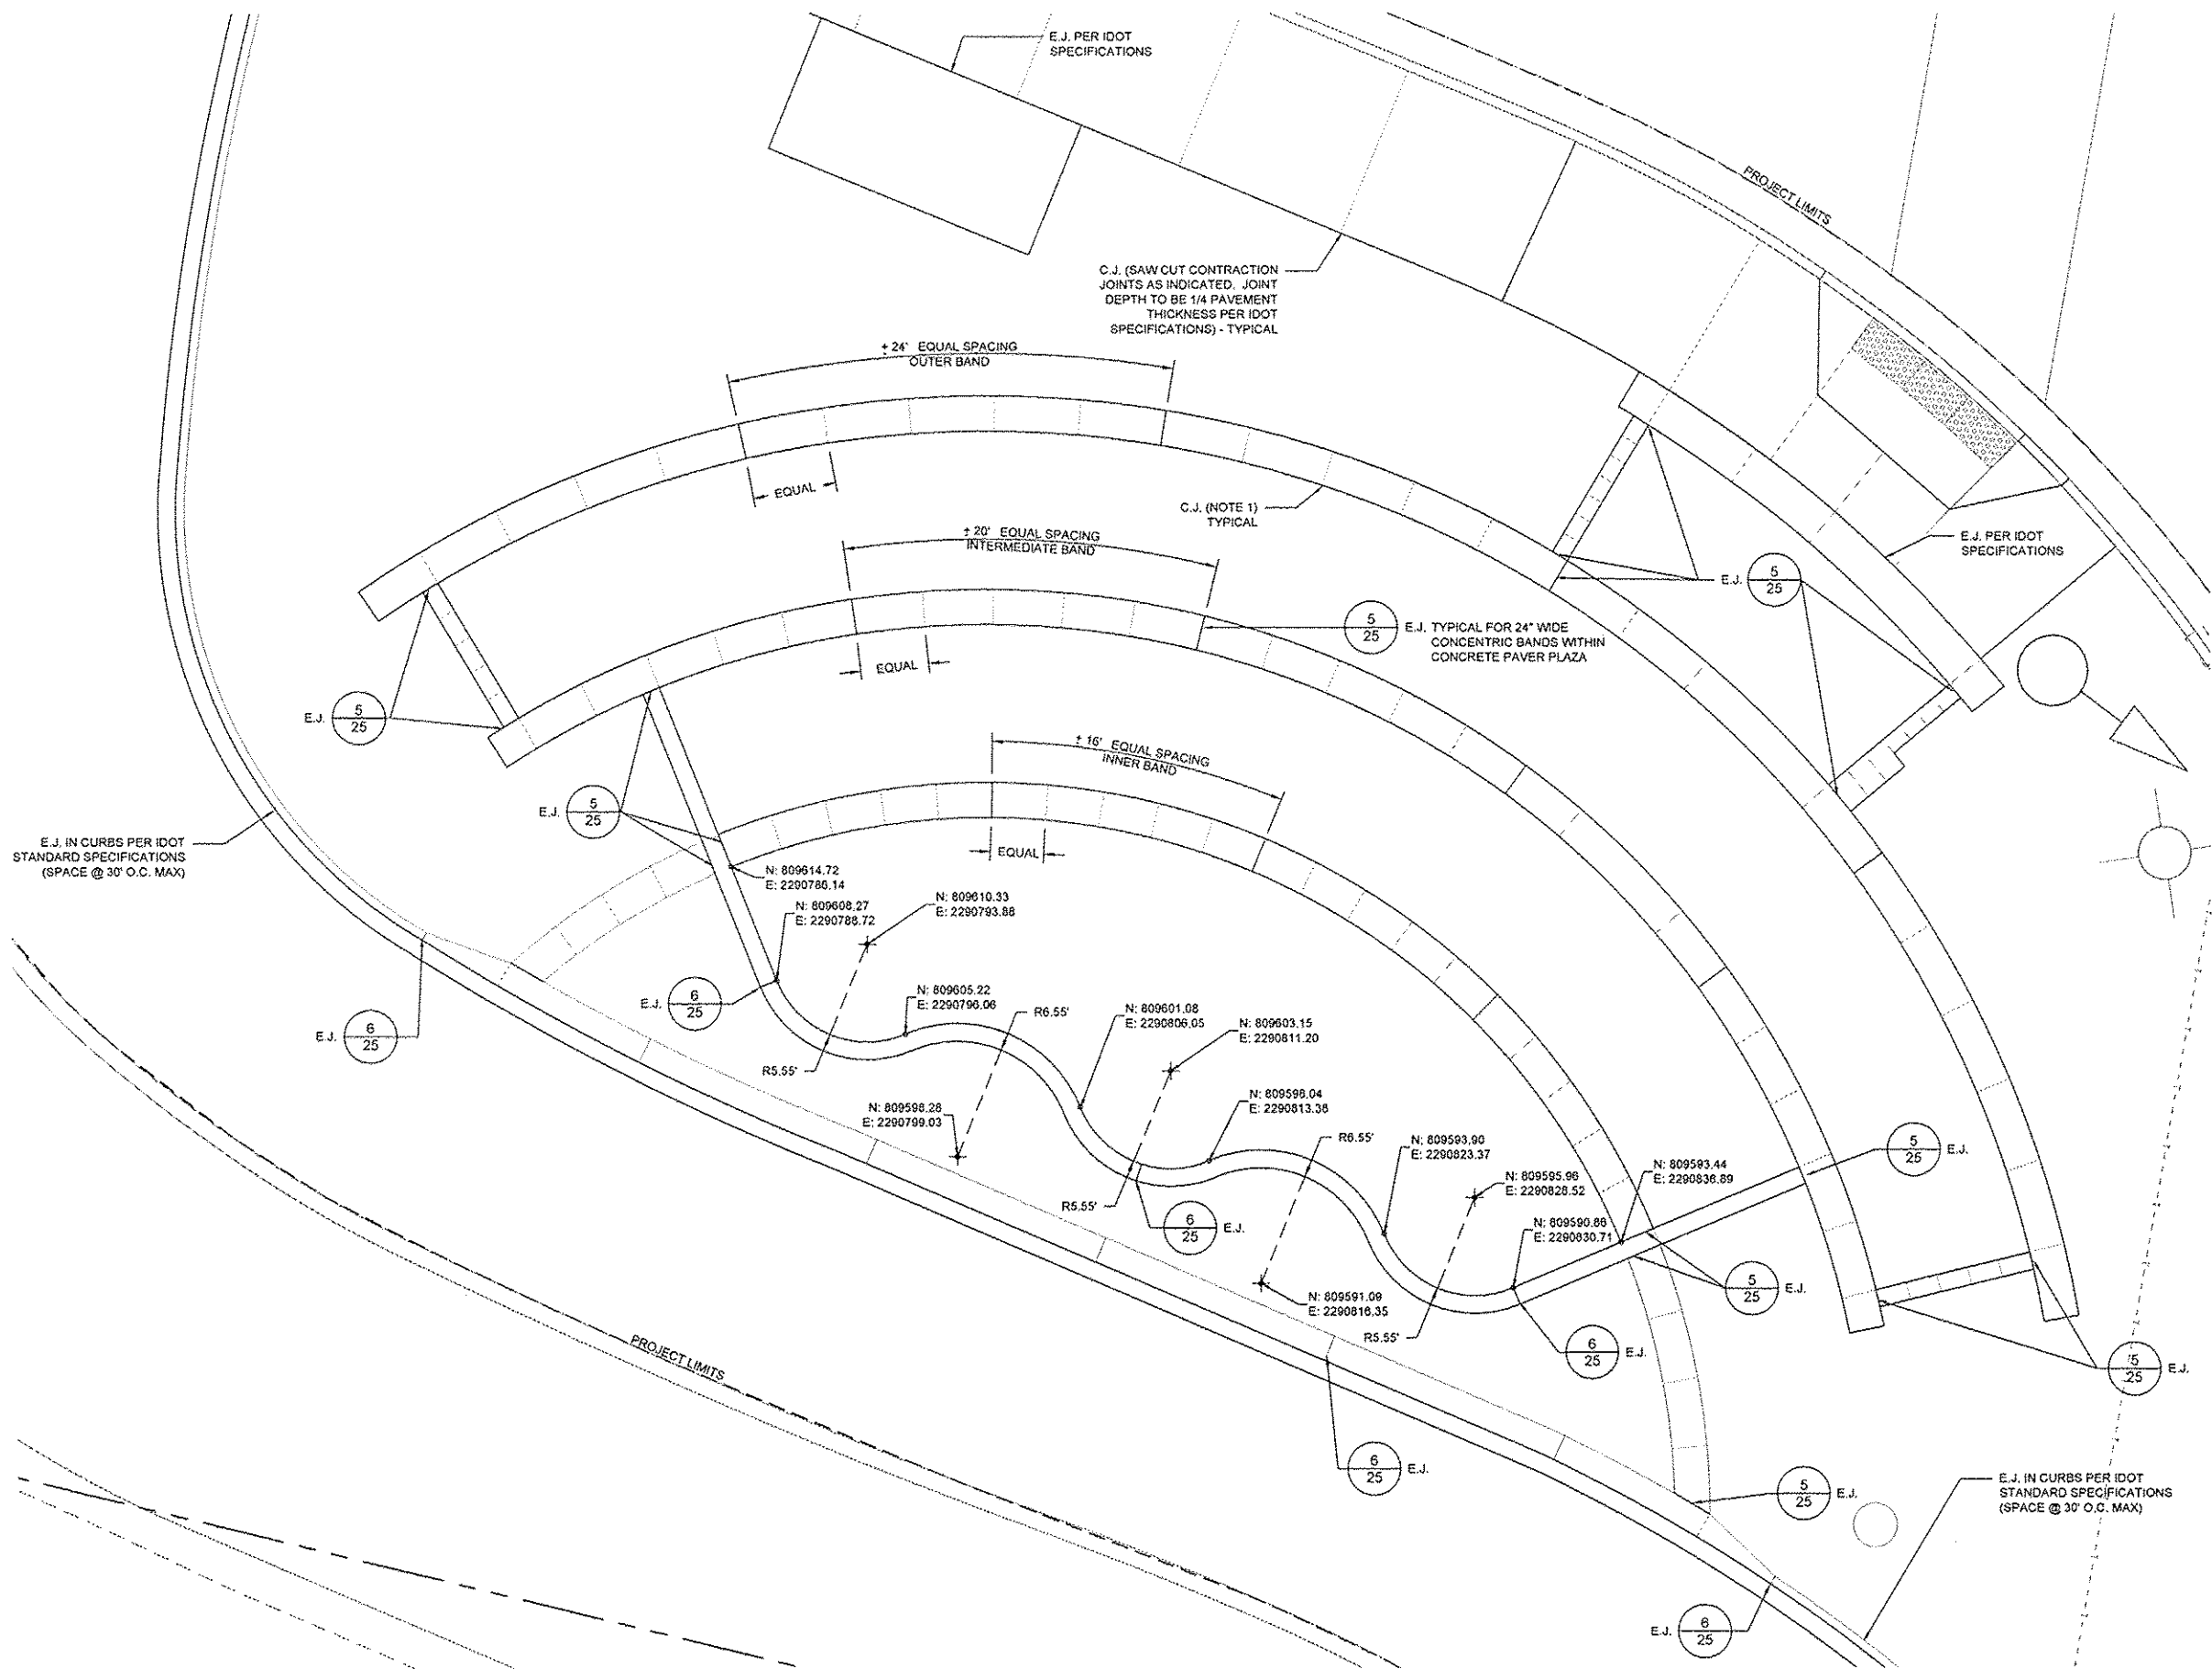 E.J. PER IDOT
SPECIFICATIONS
PROJECT LIMITS
C.J. (SAW CUT CONTRACTION
JOINTS AS INDICATED. JOINT
DEPTH TO BE 1/4 PAVEMENT
THICKNESS PER IDOT
SPECIFICATIONS) - TYPICAL
± 24' EQUAL SPACING
OUTER BAND
EQUAL
C.J. (NOTE 1)
TYPICAL
± 20' EQUAL SPACING
INTERMEDIATE BAND
E.J. PER IDOT
SPECIFICATIONS
E.J.
5
25
5
25
E.J. TYPICAL FOR 24" WIDE
CONCENTRIC BANDS WITHIN
CONCRETE PAVER PLAZA
EQUAL
E.J.
5
25
± 16' EQUAL SPACING
INNER BAND
E.J.
5
25
E.J. IN CURBS PER IDOT
STANDARD SPECIFICATIONS
(SPACE @ 30' O.C. MAX)
EQUAL
N: 809614.72
E: 2290786.14
N: 809608.27
E: 2290788.72
N: 809610.33
E: 2290793.88
E.J.
6
25
N: 809605.22
E: 2290796.06
R6.55'
N: 809601.08
E: 2290806.05
N: 809603.15
E: 2290811.20
E.J.
6
25
R5.55'
N: 809598.28
E: 2290799.03
N: 809596.04
E: 2290813.38
R6.55'
N: 809593.90
E: 2290823.37
5
25
E.J.
N: 809593.44
E: 2290836.89
N: 809595.96
E: 2290828.52
R5.55'
6
25
E.J.
N: 809590.86
E: 2290830.71
5
25
E.J.
N: 809591.09
E: 2290816.35
R5.55'
6
25
E.J.
5
25
E.J.
PROJECT LIMITS
6
25
E.J.
5
25
E.J.
E.J. IN CURBS PER IDOT
STANDARD SPECIFICATIONS
(SPACE @ 30' O.C. MAX)
E.J.
6
25